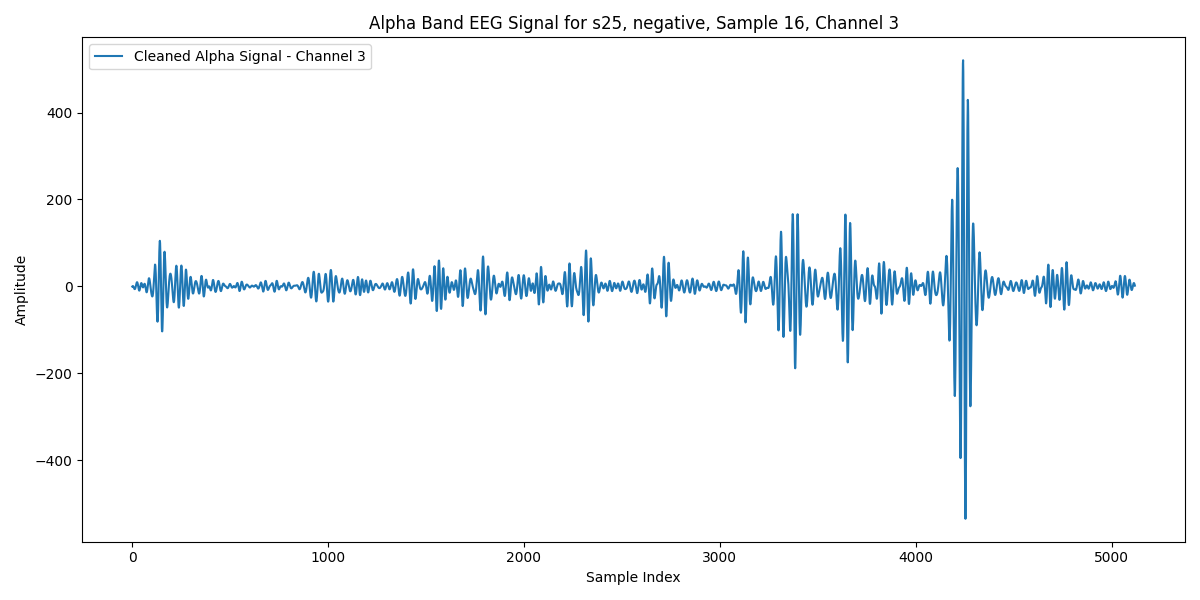 Alpha Band EEG Signal for s25, negative, Sample 16, Channel 3
Cleaned Alpha Signal - Channel 3
Amplitude
400
200
0
−200
−400
0 1000 2000 3000 4000 5000
Sample Index